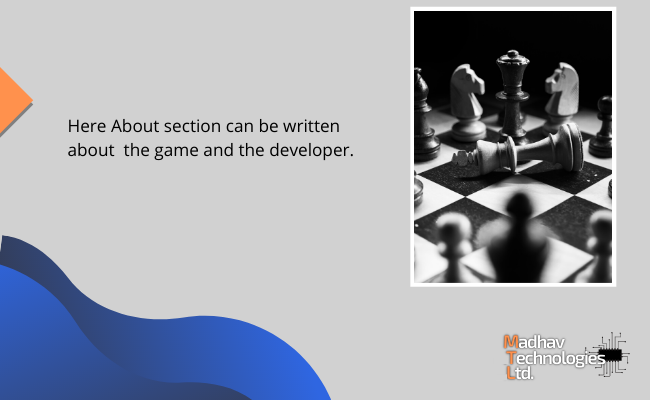 Here About section can be written
about  the game and the developer.
Madhav
Technologies
Ltd.